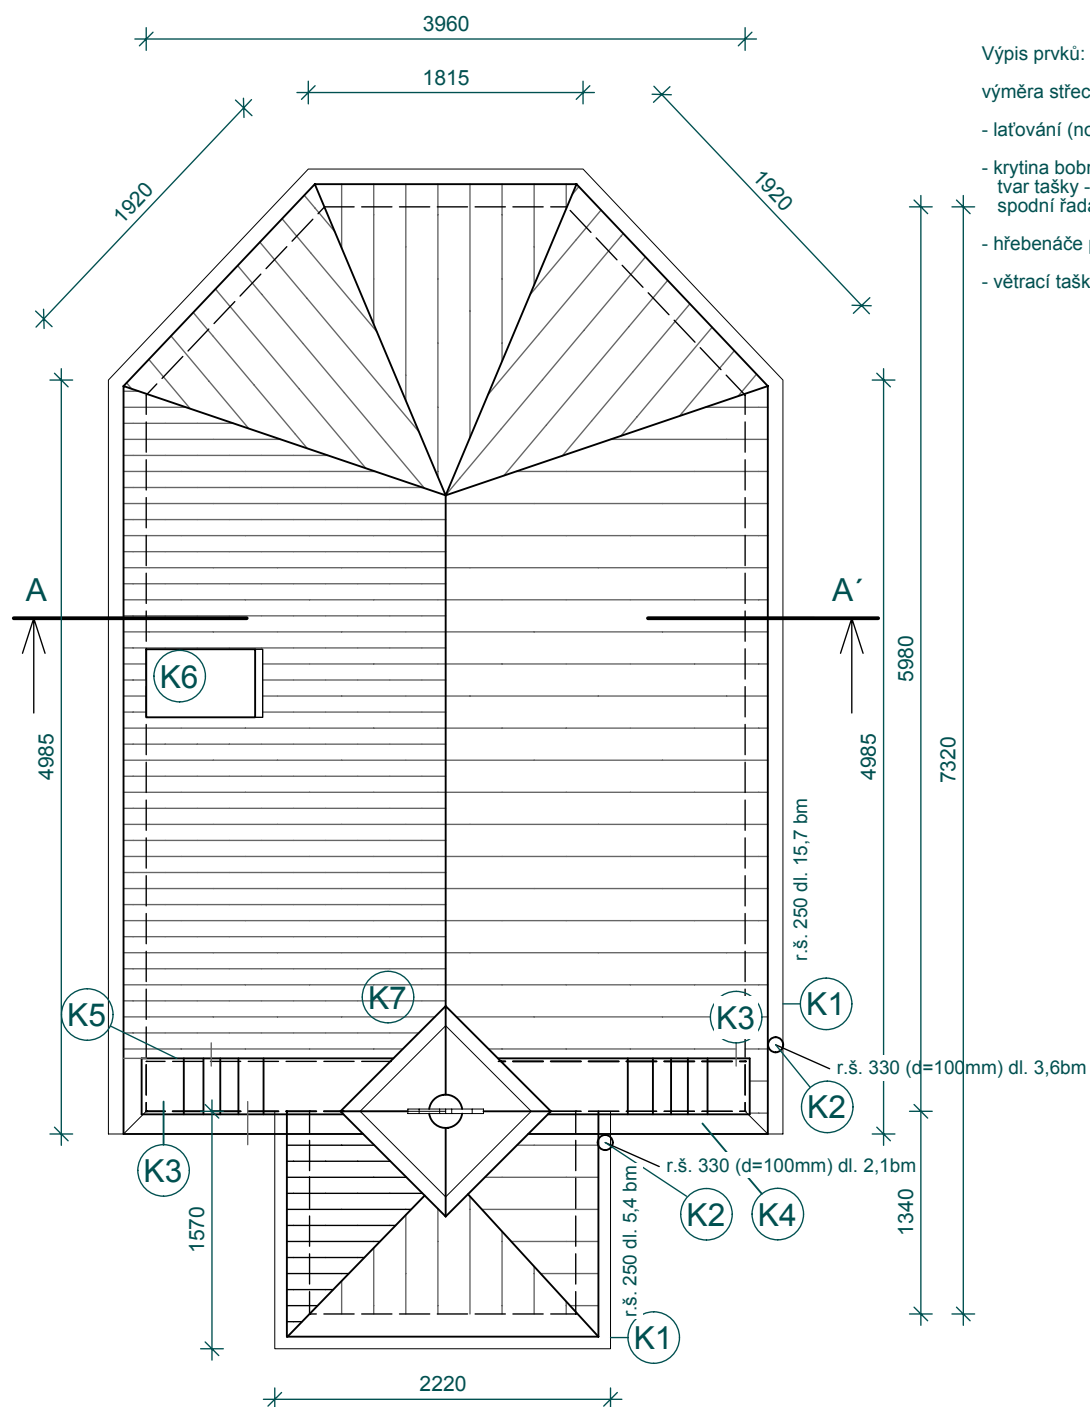 3960
1815
1920
1920
Výpis prvků:
výměra střec
- laťování (no
- krytina bobr
tvar tašky -
spodní řada
- hřebenáče p
- větrací tašk
A
A´
K6
4985
5980
4985
7320
r.š. 250 dl. 15,7 bm
K7
K5
K3
K1
r.š. 330 (d=100mm) dl. 3,6bm
K2
K3
r.š. 330 (d=100mm) dl. 2,1bm
K2
K4
1570
1340
r.š. 250 dl. 5,4 bm
K1
2220